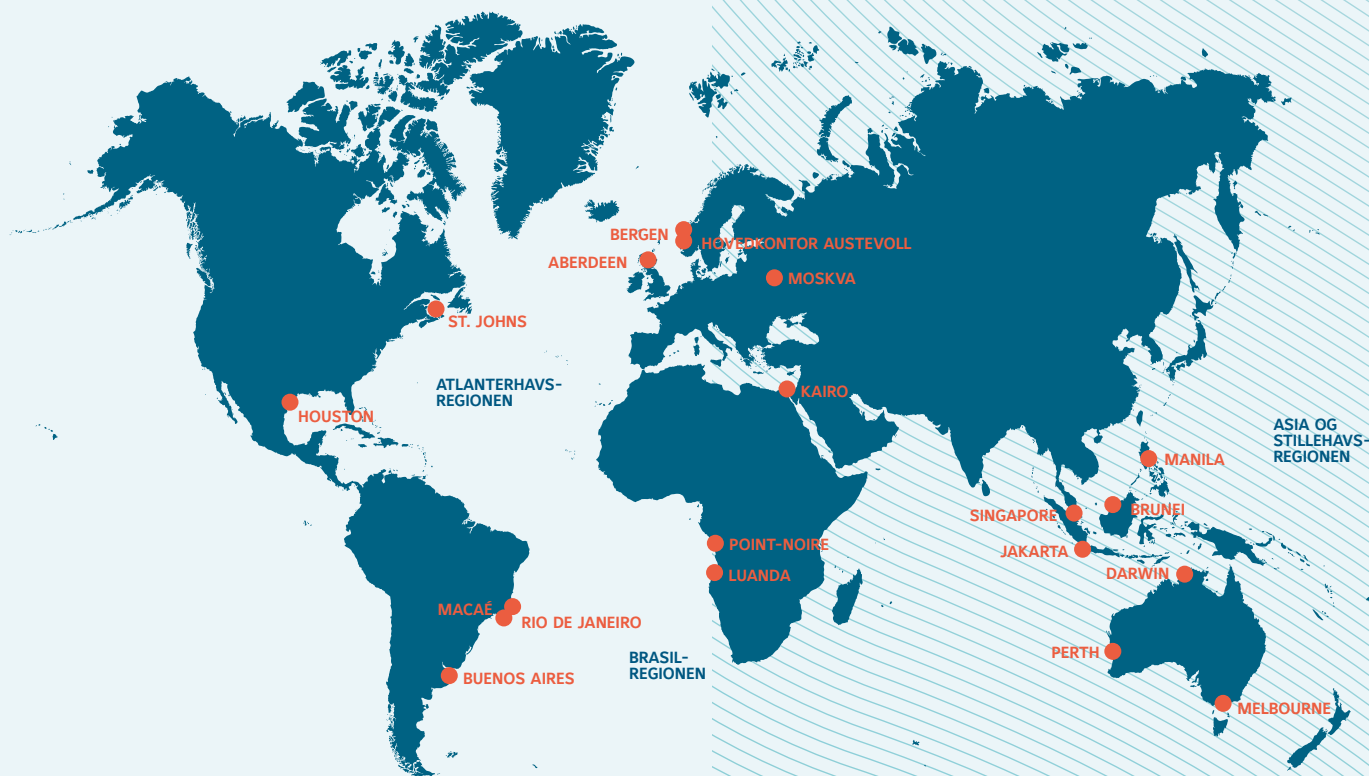 BERGEN
HOVEDKONTOR AUSTEVOLL
ABERDEEN
MOSKVA
ST. JOHNS
ATLANTERHAVS-
REGIONEN
KAIRO
HOUSTON
ASIA OG
STILLEHAVS-
REGIONEN
MANILA
SINGAPORE
BRUNEI
POINT-NOIRE
JAKARTA
LUANDA
DARWIN
MACAÉ
RIO DE JANEIRO
BRASIL-
REGIONEN
PERTH
BUENOS AIRES
MELBOURNE